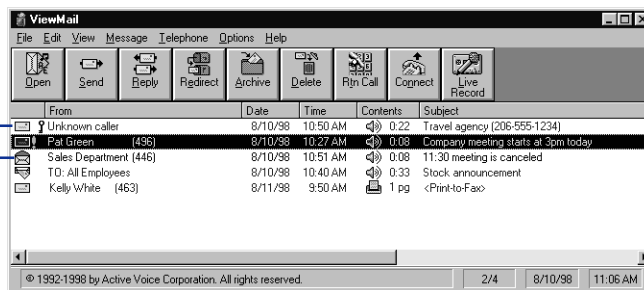 ViewMail
File Edit View Message Telephone Options Help
Open Send Reply Redirect Archive Delete Rtn Call Connect Live Record
From Date Time Contents Subject
Unknown caller 8/10/98 10:50 AM 0:22 Travel agency (206-555-1234)
Pat Green (496) 8/10/98 10:27 AM 0:08 Company meeting starts at 3pm today
Sales Department (446) 8/10/98 10:51 AM 0:08 11:30 meeting is canceled
TO: All Employees 8/10/98 10:40 AM 0:33 Stock announcement
Kelly White (463) 8/11/98 9:50 AM 1 pg <Print-to-Fax>
© 1992-1998 by Active Voice Corporation. All rights reserved. 2/4 8/10/98 11:06 AM